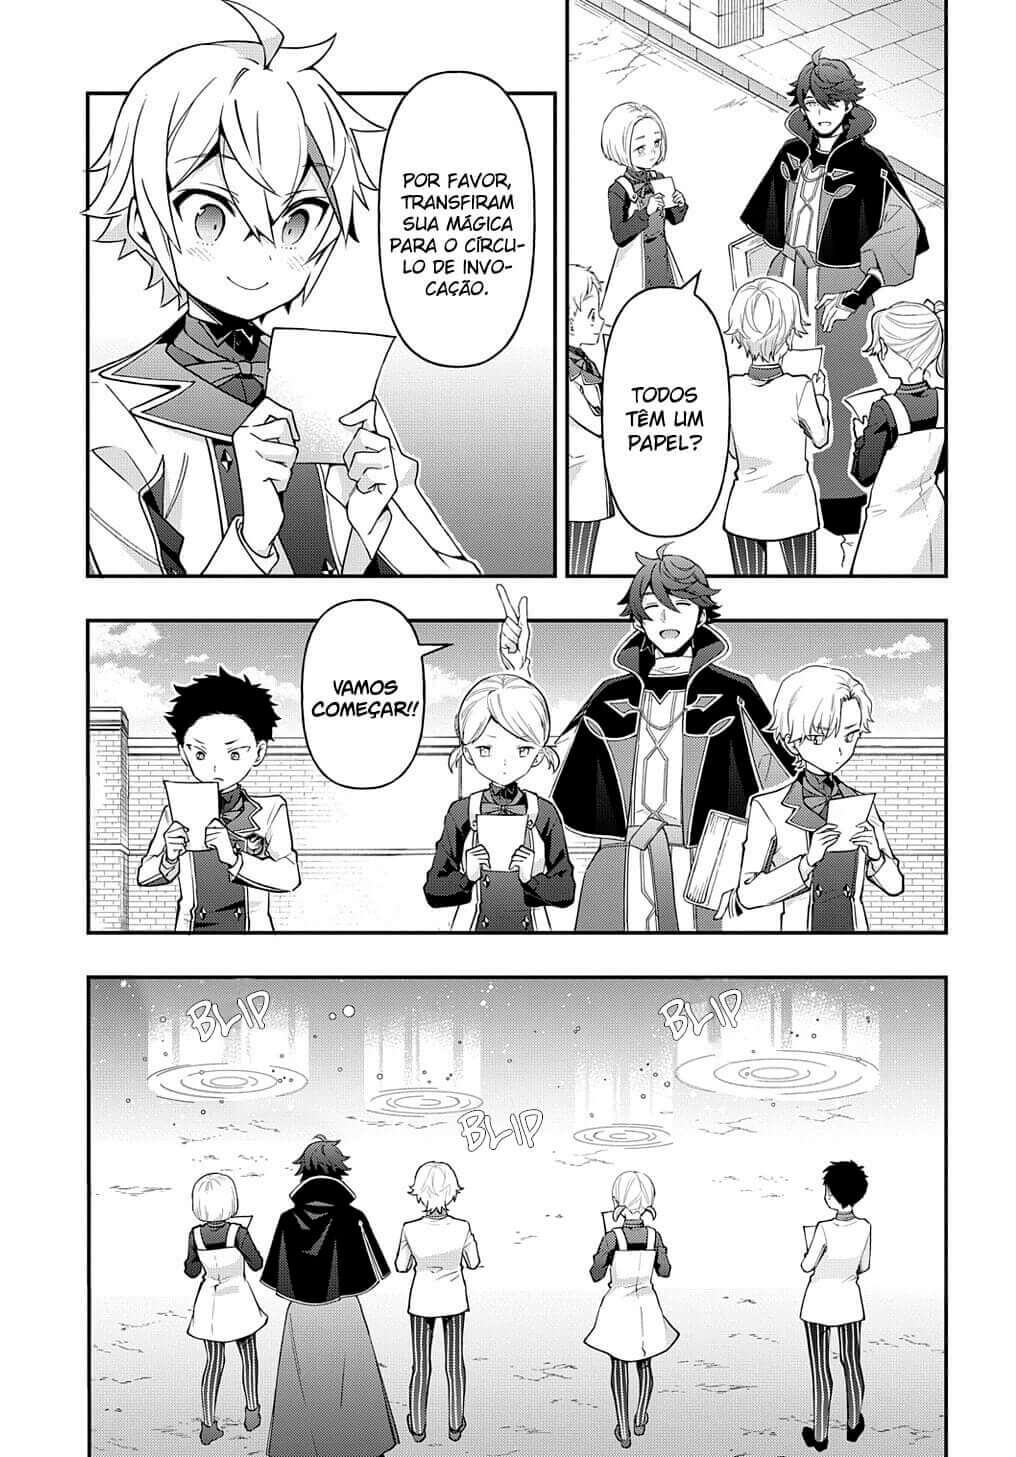 TODOS
TÊM UM
PAPEL?
POR FAVOR,
TRANSFIRAM
SUA MÁGICA
PARA O CÍRCU-
LO DE INVO-
CAÇÃO.
VAMOS
COMEÇAR!!
BLIP
BLIP
BLIP